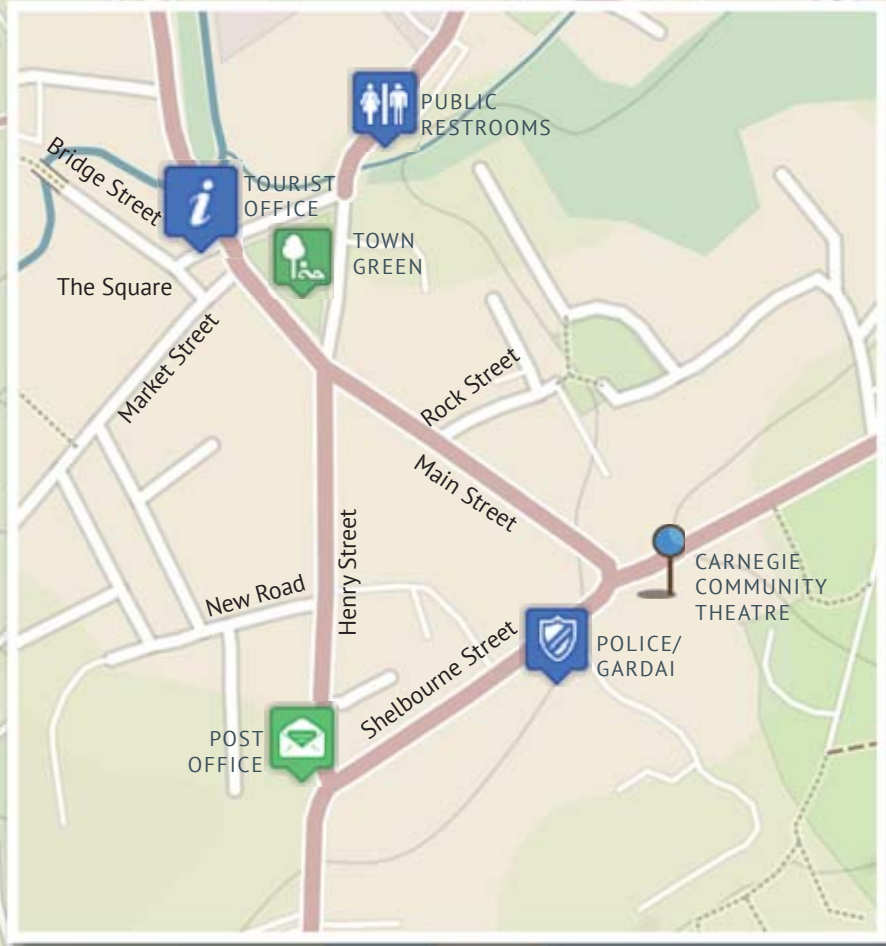 PUBLIC
RESTROOMS
Bridge Street
TOURIST
OFFICE
TOWN
GREEN
The Square
Market Street
Rock Street
Main Street
Henry Street
CARNEGIE
COMMUNITY
THEATRE
New Road
Shelbourne Street
POLICE/
GARDAI
POST
OFFICE